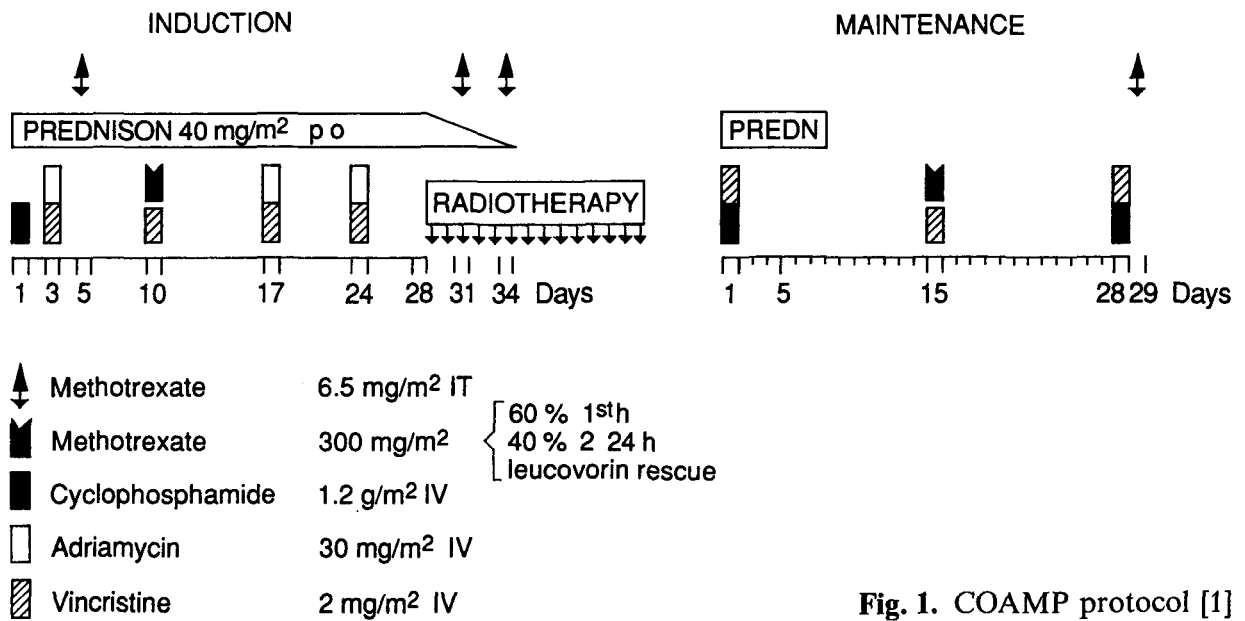 INDUCTION
MAINTENANCE
PREDNISON 40 mg/m² p o
PREDN
RADIOTHERAPY
1 3 5 10 17 24 28 31 34 Days
1 5 15 28 29 Days
Methotrexate 6.5 mg/m² IT
Methotrexate 300 mg/m²
60 % 1st h
40 % 2 24 h
leucovorin rescue
Cyclophosphamide 1.2 g/m² IV
Adriamycin 30 mg/m² IV
Vincristine 2 mg/m² IV
Fig. 1. COAMP protocol [1]